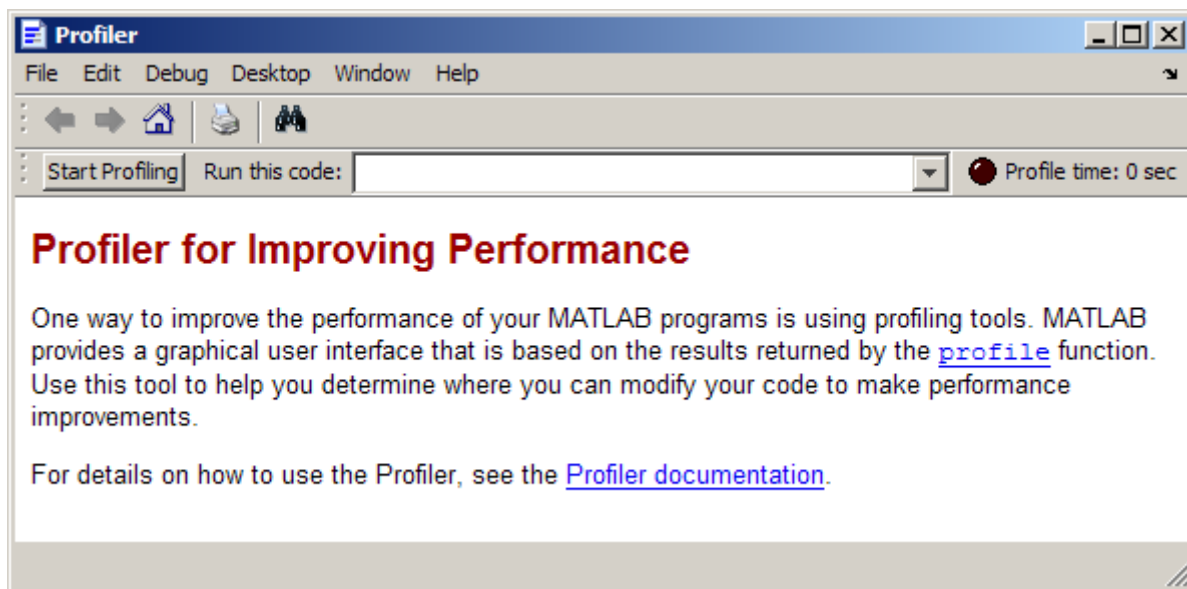 Profiler
File Edit Debug Desktop Window Help
Start Profiling Run this code: Profile time: 0 sec
Profiler for Improving Performance
One way to improve the performance of your MATLAB programs is using profiling tools. MATLAB
provides a graphical user interface that is based on the results returned by the profile function.
Use this tool to help you determine where you can modify your code to make performance
improvements.
For details on how to use the Profiler, see the Profiler documentation.